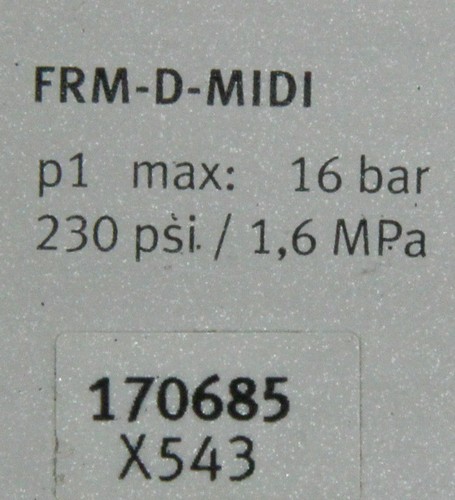 FRM-D-MIDI
p1 max: 16 bar
230 psi / 1,6 MPa
170685
X543